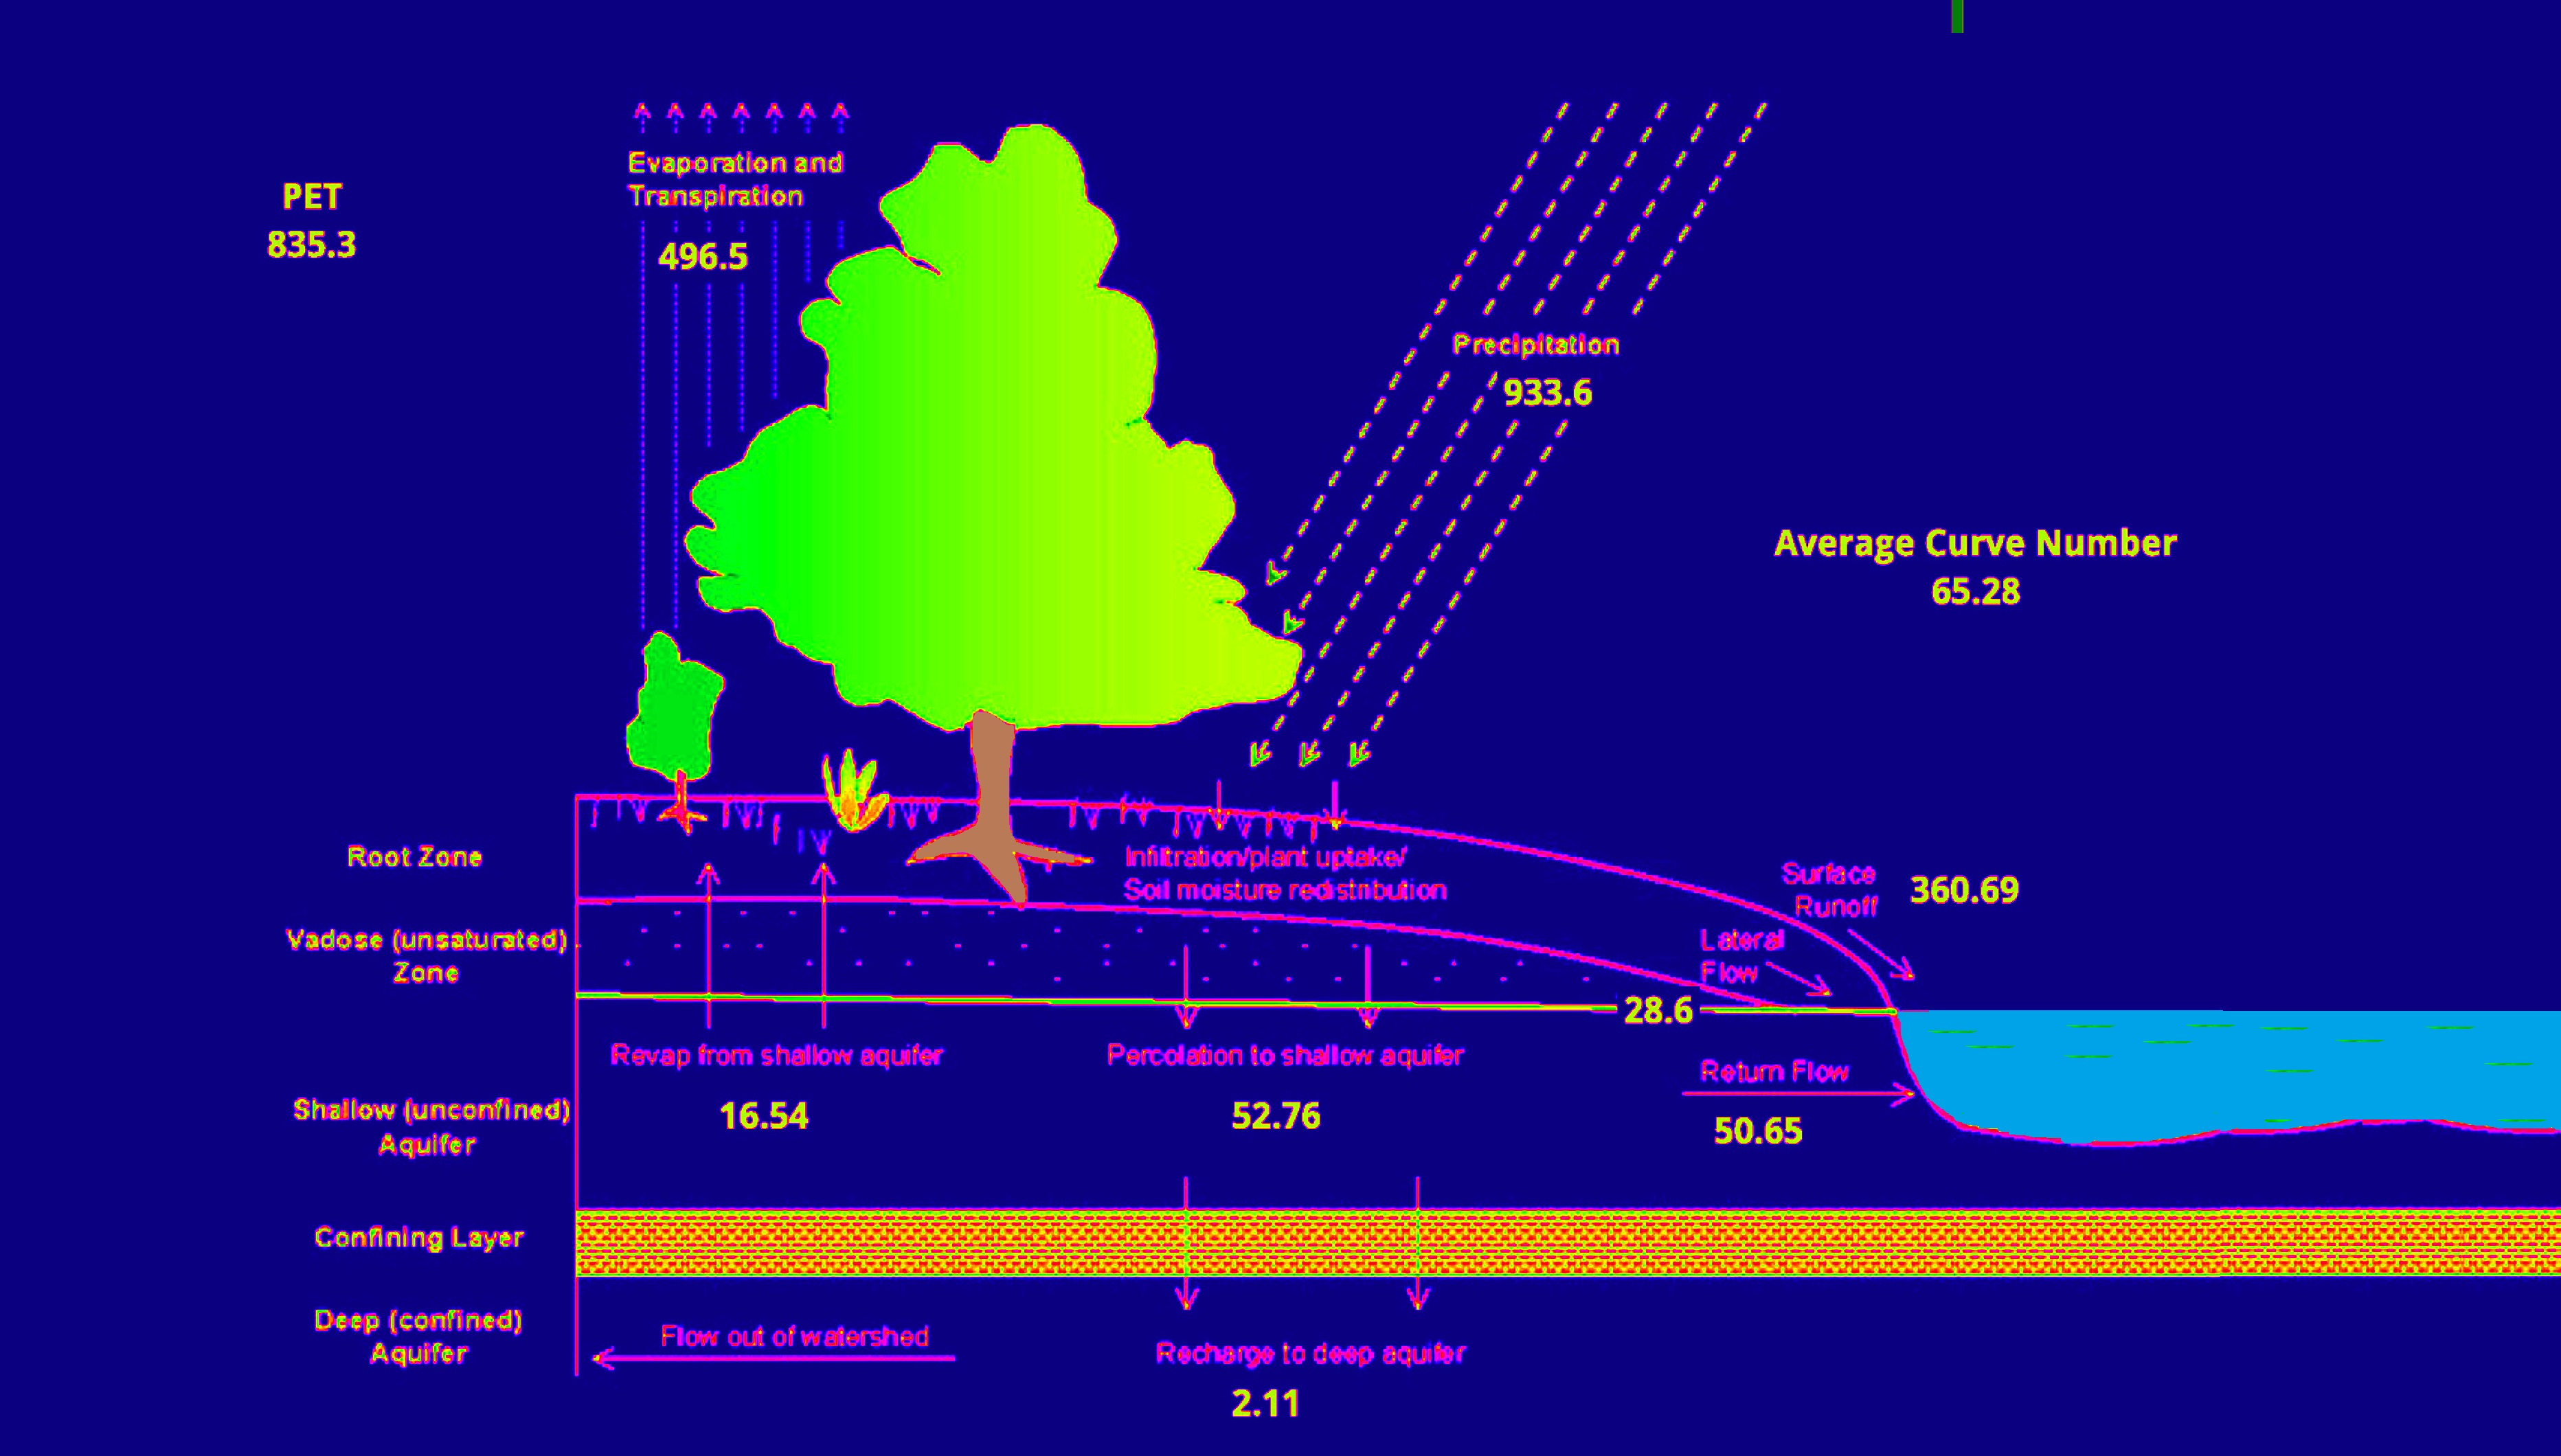 PET
835.3
Evaporation and
Transpiration
496.5
Precipitation
933.6
Average Curve Number
65.28
Root Zone
Infiltration/plant uptake/
Soil moisture redistribution
Surface
Runoff
360.69
Vadose (unsaturated)
Zone
Lateral
Flow
28.6
Revap from shallow aquifer
16.54
Percolation to shallow aquifer
52.76
Return Flow
50.65
Shallow (unconfined)
Aquifer
Confining Layer
Deep (confined)
Aquifer
Flow out of watershed
Recharge to deep aquifer
2.11